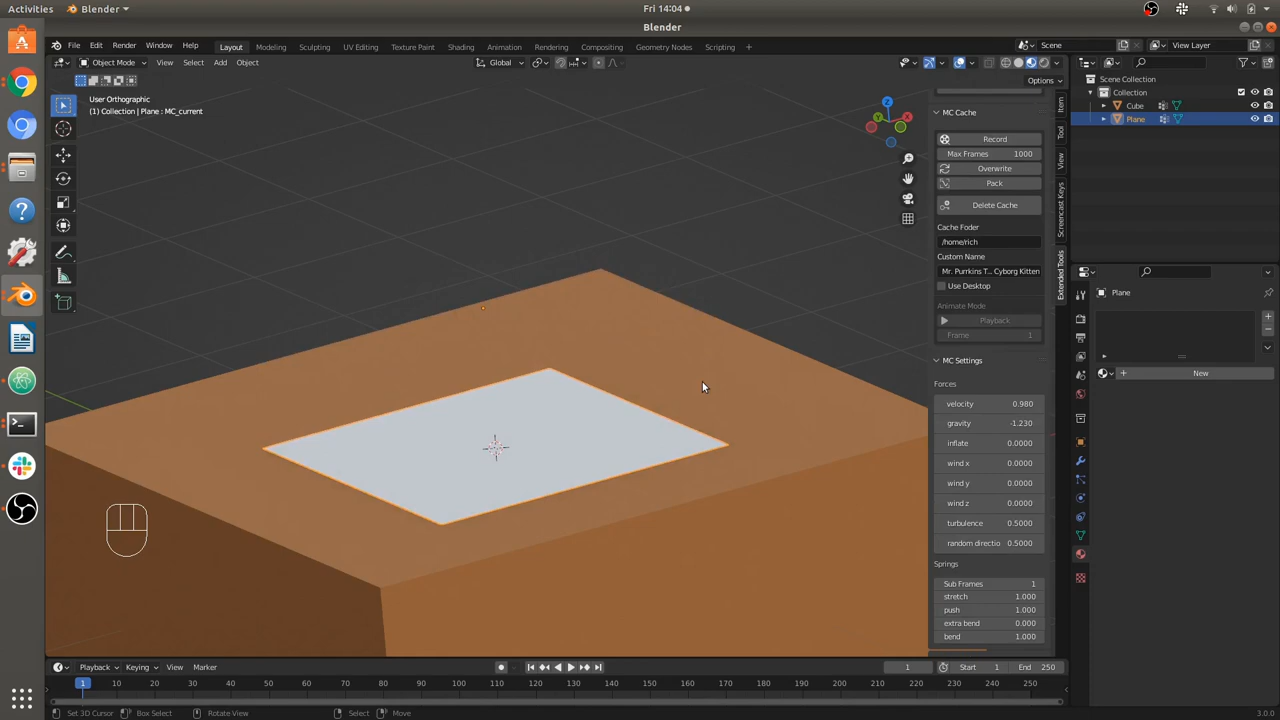 Activities
Blender
Fri 14:04
Blender
File Edit Render Window Help
Layout Modeling Sculpting UV Editing Texture Paint Shading Animation Rendering Compositing Geometry Nodes Scripting +
Scene
View Layer
Object Mode View Select Add Object
Global
Options
User Orthographic
(1) Collection | Plane : MC_current
Z
Y
X
MC Cache
Record
Max Frames 1000
Overwrite
Pack
Delete Cache
Cache Foder
/home/rich
Custom Name
Mr. Purrkins T... Cyborg Kitten
Use Desktop
Animate Mode
Playback
Frame 1
MC Settings
Forces
velocity 0.980
gravity -1.230
inflate 0.0000
wind x 0.0000
wind y 0.0000
wind z 0.0000
turbulence 0.5000
random directio 0.5000
Springs
Sub Frames 1
stretch 1.000
push 1.000
extra bend 0.000
bend 1.000
Item
Tool
View
Screencast Keys
Extended Tools
Scene Collection
Collection
Cube
Plane
Plane
New
Playback Keying View Marker
1
Start 1
End 250
1 10 20 30 40 50 60 70 80 90 100 110 120 130 140 150 160 170 180 190 200 210 220 230 240 250
Set 3D Cursor
Box Select
Rotate View
Select
Move
3.0.0